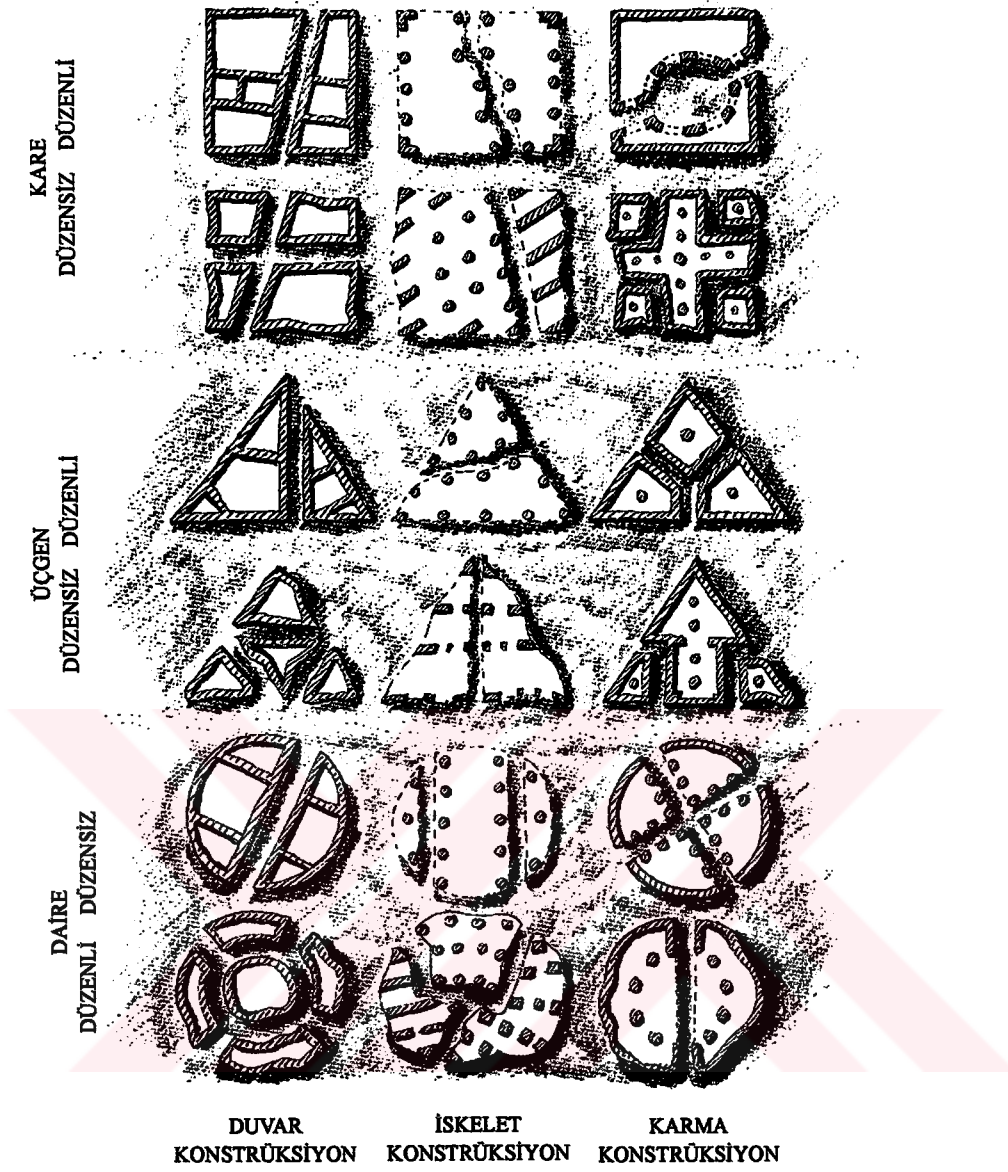 KARE
DÜZENSİZ DÜZENLİ
ÜÇGEN
DÜZENSİZ DÜZENLİ
DAİRE
DÜZENLİ DÜZENSİZ
DUVAR
KONSTRÜKSİYON
İSKELET
KONSTRÜKSİYON
KARMA
KONSTRÜKSİYON